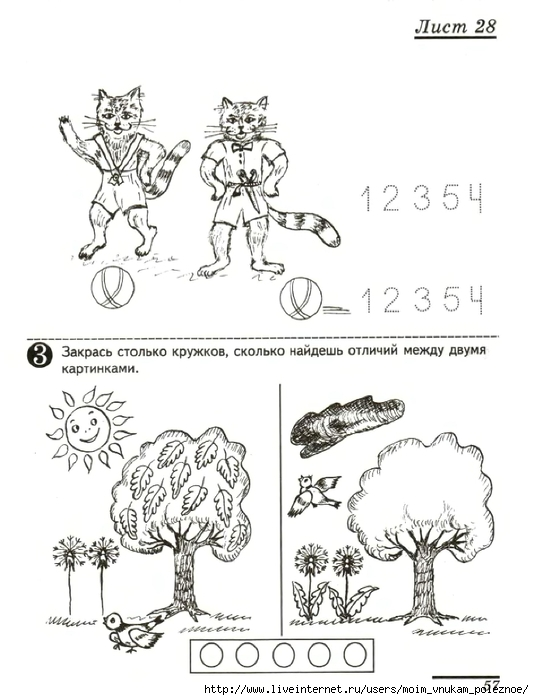 Лист 28
1 2 3 5 4
1 2 3 5 4
3 Закрась столько кружков, сколько найдешь отличий между двумя
картинками.
57
http://www.liveinternet.ru/users/moim_vnukam_poleznoe/